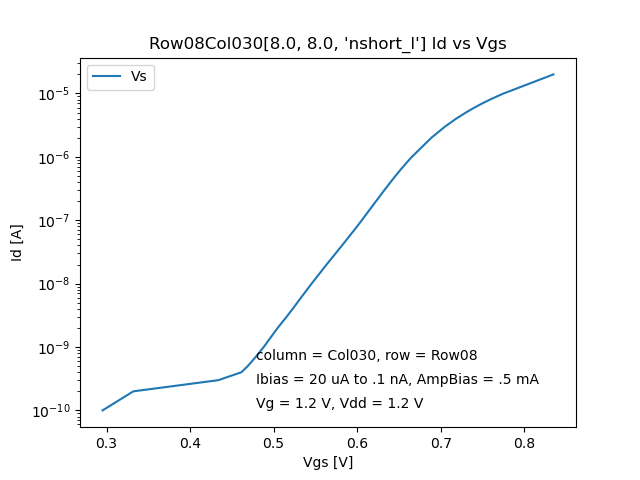 Row08Col030[8.0, 8.0, 'nshort_l'] Id vs Vgs
Vs
10⁻⁵
10⁻⁶
10⁻⁷
10⁻⁸
10⁻⁹
10⁻¹⁰
Id [A]
column = Col030, row = Row08
Ibias = 20 uA to .1 nA, AmpBias = .5 mA
Vg = 1.2 V, Vdd = 1.2 V
0.3 0.4 0.5 0.6 0.7 0.8
Vgs [V]